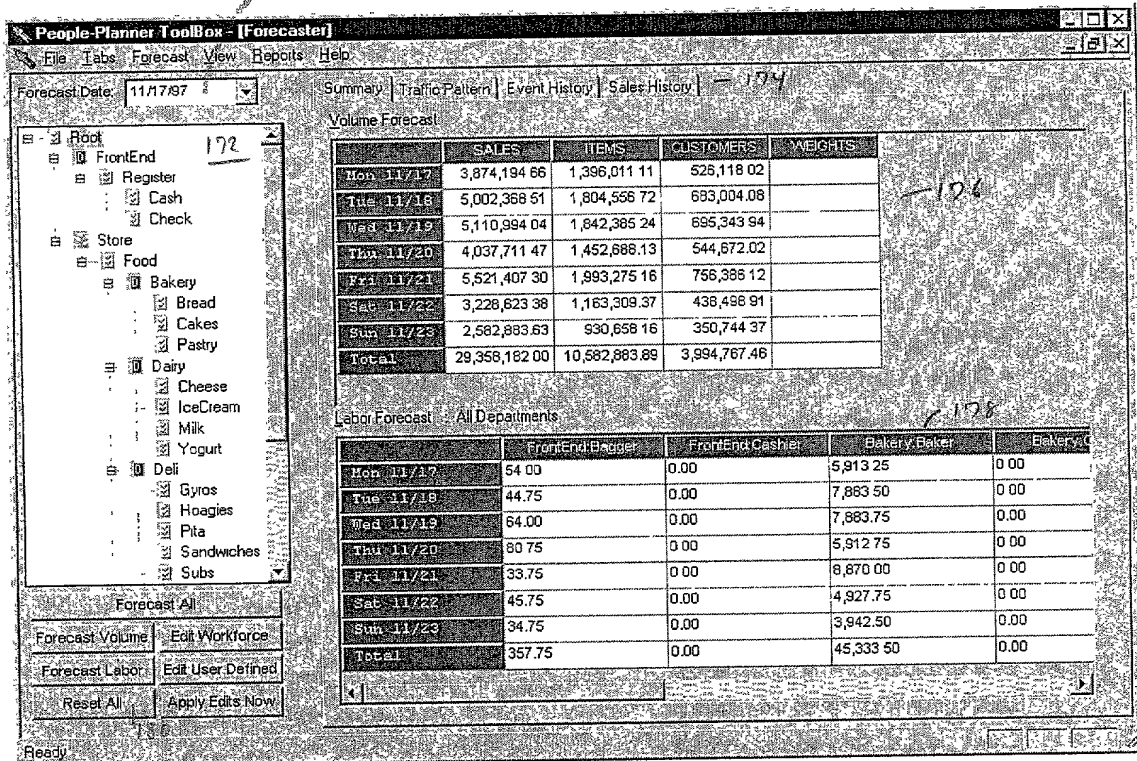 People-Planner ToolBox - [Forecaster]
File Tabs Forecast View Reports Help
Forecast Date: 11/17/97
Summary Traffic Pattern Event History Sales History 174
172
Root
FrontEnd
Register
Cash
Check
Store
Food
Bakery
Bread
Cakes
Pastry
Dairy
Cheese
IceCream
Milk
Yogurt
Deli
Gyros
Hoagies
Pita
Sandwiches
Subs
Forecast All
Forecast Volume Edit Workforce
Forecast Labor Edit User Defined
Reset All Apply Edits Now
Volume Forecast
SALES ITEMS CUSTOMERS WEIGHTS
Mon 11/17 3,874,194 66 1,396,011 11 526,118 02
Tue 11/18 5,002,368 51 1,804,556 72 683,004.08
Wed 11/19 5,110,994 04 1,842,385 24 695,343 94
Thu 11/20 4,037,711 47 1,452,688.13 544,672.02
Fri 11/21 5,521,407 30 1,993,275 16 756,386 12
Sat 11/22 3,228,623 38 1,163,309.37 438,498 91
Sun 11/23 2,582,883.63 930,658 16 350,744 37
Total 29,358,182 00 10,582,883.89 3,994,767.46
176
Labor Forecast : All Departments
178
FrontEnd:Bagger FrontEnd:Cashier Bakery:Baker Bakery:C
Mon 11/17 54 00 0.00 5,913 25 0 00
Tue 11/18 44.75 0.00 7,883 50 0 00
Wed 11/19 64.00 0.00 7,883.75 0.00
Thu 11/20 80 75 0 00 5,912 75 0 00
Fri 11/21 33.75 0 00 8,870 00 0.00
Sat 11/22 45.75 0.00 4,927.75 0 00
Sun 11/23 34.75 0.00 3,942.50 0.00
Total 357.75 0.00 45,333 50 0.00
Ready